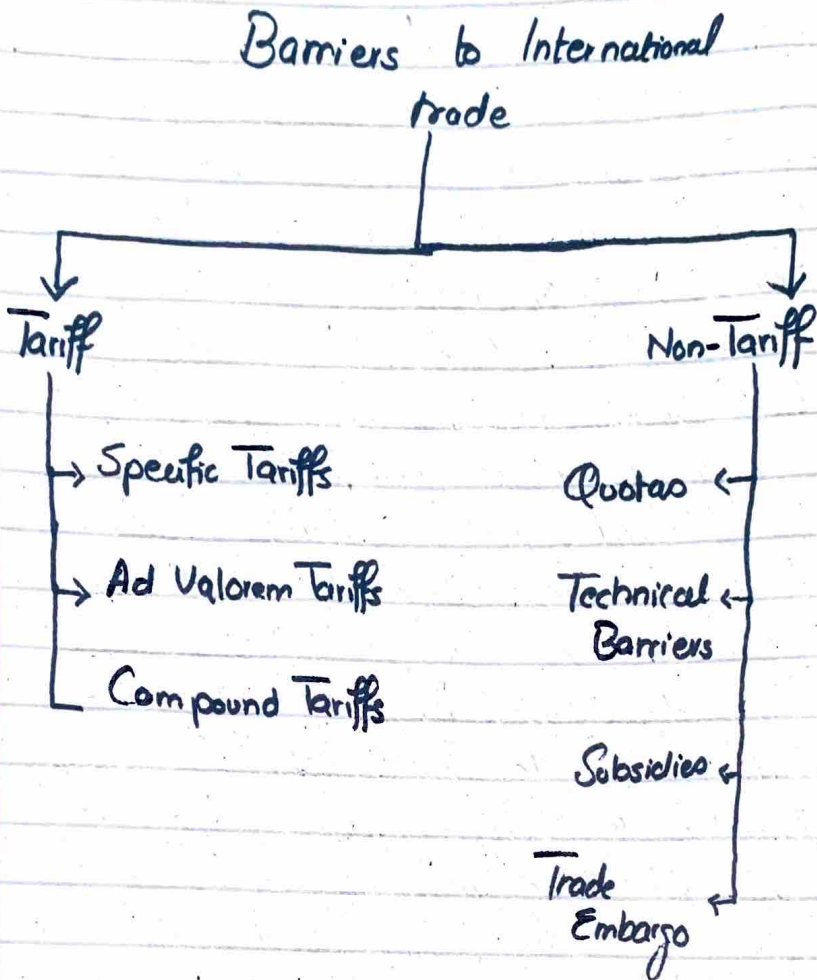 Barriers to International
trade
Tariff
Non-Tariff
Specific Tariffs
Ad Valorem Tariffs
Compound Tariffs
Quotas
Technical
Barriers
Subsidies
Trade
Embargo